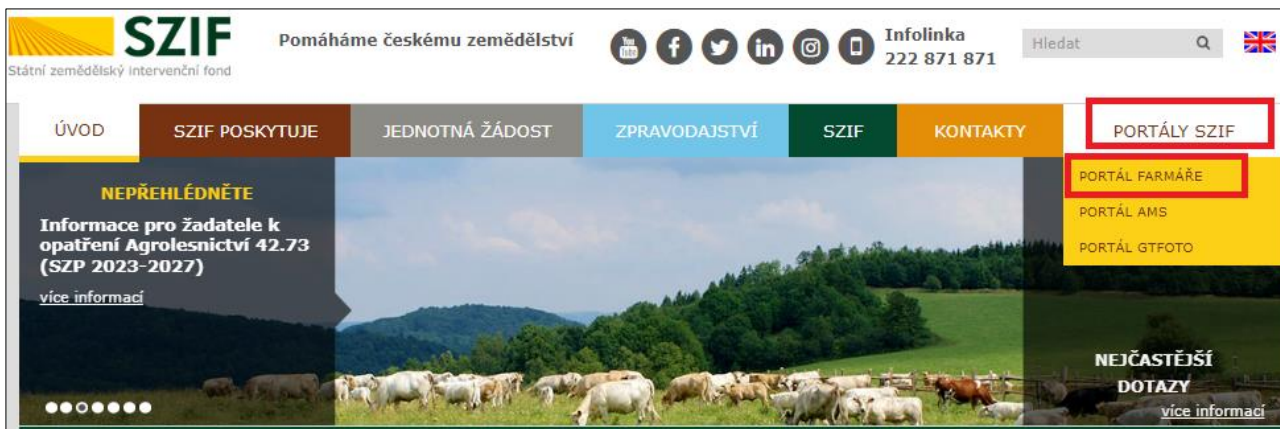 SZIF
Státní zemědělský intervenční fond
Pomáháme českému zemědělství
You
Tube
Infolinka
222 871 871
Hledat
ÚVOD
SZIF POSKYTUJE
JEDNOTNÁ ŽÁDOST
ZPRAVODAJSTVÍ
SZIF
KONTAKTY
PORTÁLY SZIF
PORTÁL FARMÁŘE
PORTÁL AMS
PORTÁL GTFOTO
NEPŘEHLÉDNĚTE
Informace pro žadatele k
opatření Agrolesnictví 42.73
(SZP 2023-2027)
více informací
NEJČASTĚJŠÍ
DOTAZY
více informací